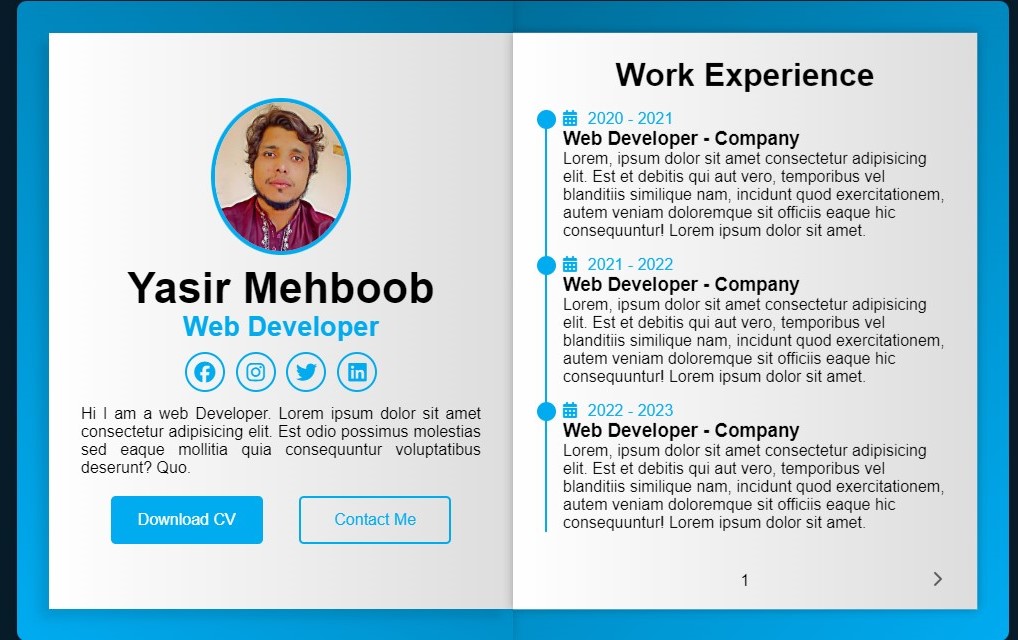 Yasir Mehboob
Web Developer
Hi I am a web Developer. Lorem ipsum dolor sit amet
consectetur adipisicing elit. Est odio possimus molestias
sed eaque mollitia quia consequuntur voluptatibus
deserunt? Quo.
Download CV
Contact Me
Work Experience
2020 - 2021
Web Developer - Company
Lorem, ipsum dolor sit amet consectetur adipisicing
elit. Est et debitis qui aut vero, temporibus vel
blanditiis similique nam, incidunt quod exercitationem,
autem veniam doloremque sit officiis eaque hic
consequuntur! Lorem ipsum dolor sit amet.
2021 - 2022
Web Developer - Company
Lorem, ipsum dolor sit amet consectetur adipisicing
elit. Est et debitis qui aut vero, temporibus vel
blanditiis similique nam, incidunt quod exercitationem,
autem veniam doloremque sit officiis eaque hic
consequuntur! Lorem ipsum dolor sit amet.
2022 - 2023
Web Developer - Company
Lorem, ipsum dolor sit amet consectetur adipisicing
elit. Est et debitis qui aut vero, temporibus vel
blanditiis similique nam, incidunt quod exercitationem,
autem veniam doloremque sit officiis eaque hic
consequuntur! Lorem ipsum dolor sit amet.
1